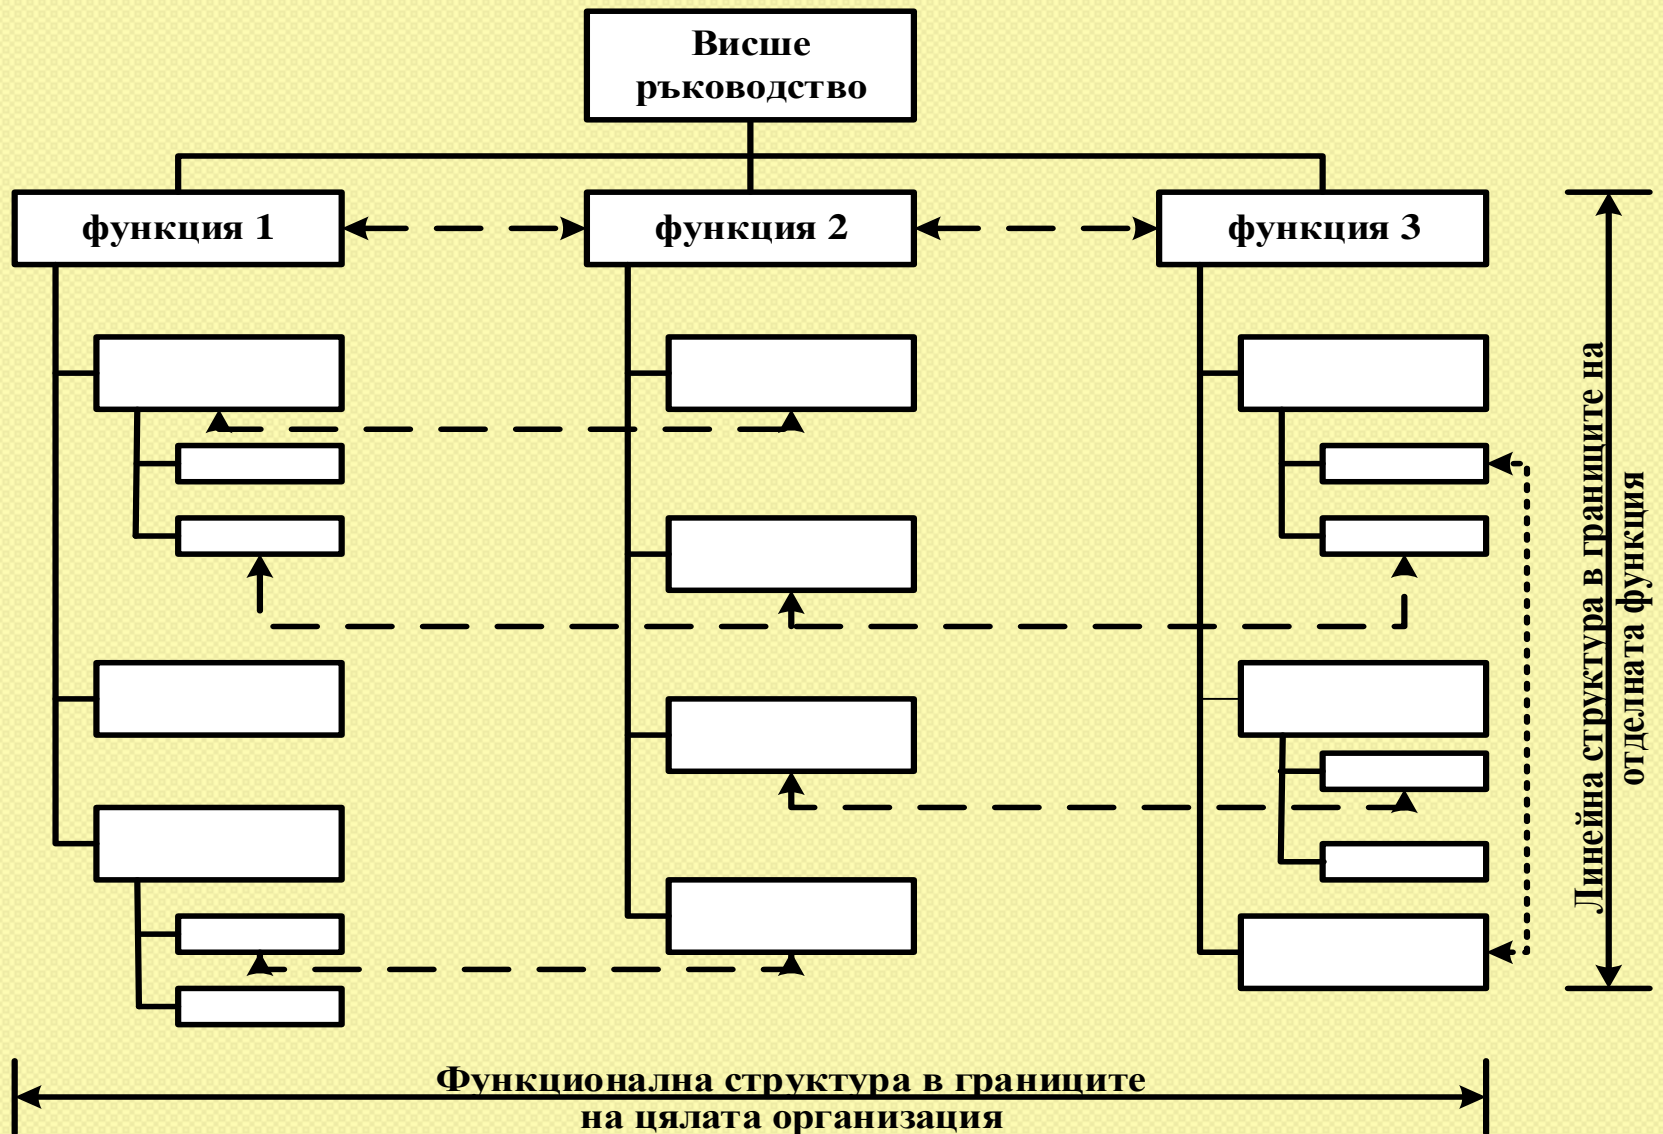 Висше
ръководство
функция 1
функция 2
функция 3
Линейна структура в границите на
отделната функция
Функционална структура в границите
на цялата организация